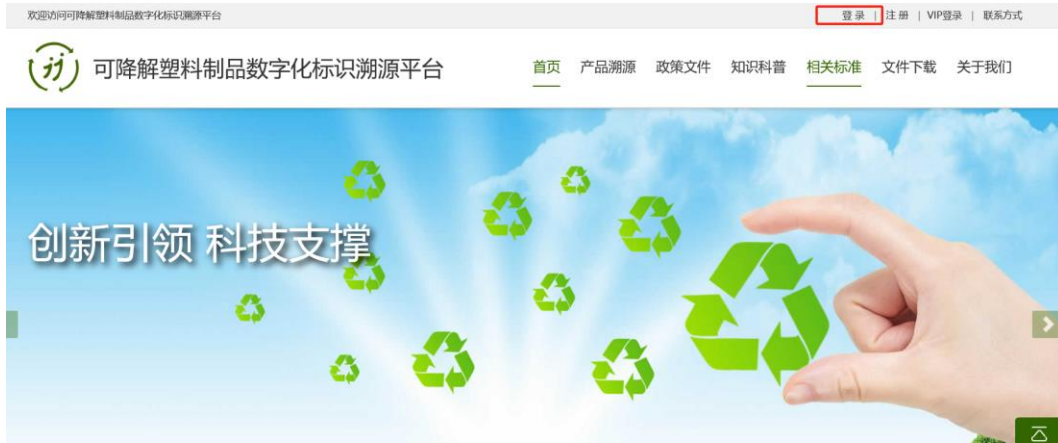 欢迎访问可降解塑料制品数字化标识溯源平台
登 录 | 注 册 | VIP登录 | 联系方式
jj 可降解塑料制品数字化标识溯源平台
首页 产品溯源 政策文件 知识科普 相关标准 文件下载 关于我们
创新引领 科技支撑